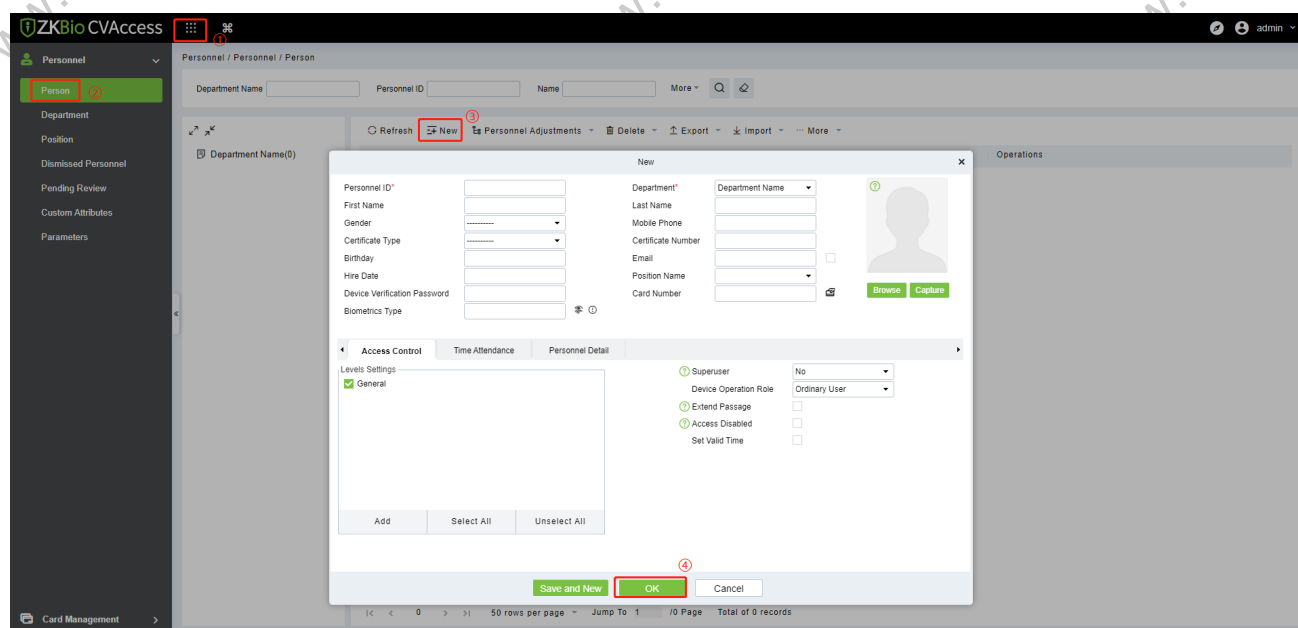 ZKBio CVAccess
①
admin
Personnel
Personnel / Personnel / Person
Person ②
Department Name
Personnel ID
Name
More
Department
Position
Dismissed Personnel
Pending Review
Custom Attributes
Parameters
③
Refresh New Personnel Adjustments Delete Export Import ··· More
Department Name(0)
Operations
New
Personnel ID*
Department* Department Name
First Name
Last Name
Gender ----------
Mobile Phone
Certificate Type ----------
Certificate Number
Birthday
Email
Hire Date
Position Name
Device Verification Password
Card Number
Browse Capture
Biometrics Type
Access Control Time Attendance Personnel Detail
Levels Settings
General
Superuser No
Device Operation Role Ordinary User
Extend Passage
Access Disabled
Set Valid Time
Add Select All Unselect All
④
Save and New OK Cancel
|< < 0 > >| 50 rows per page Jump To 1 /0 Page Total of 0 records
Card Management